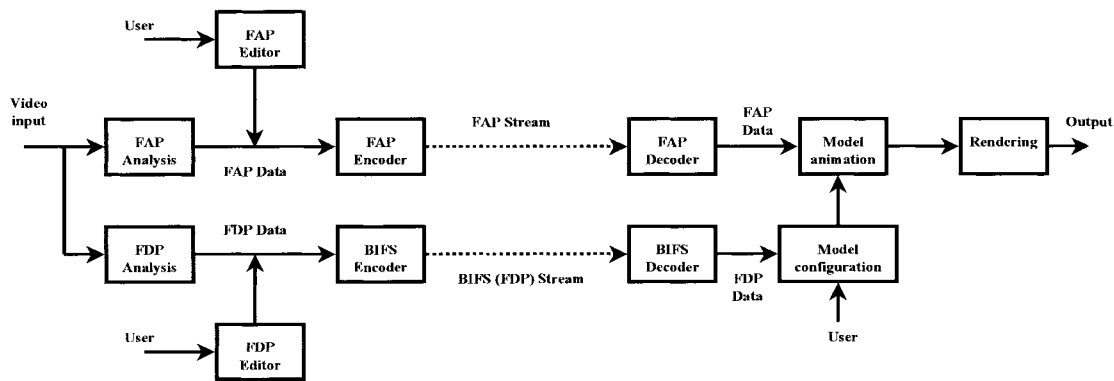 User
FAP
Editor
Video
input
FAP
Analysis
FAP Data
FAP
Encoder
FAP Stream
FAP
Decoder
FAP
Data
Model
animation
Rendering
Output
FDP
Analysis
FDP Data
BIFS
Encoder
BIFS (FDP) Stream
BIFS
Decoder
FDP
Data
Model
configuration
User
User
FDP
Editor